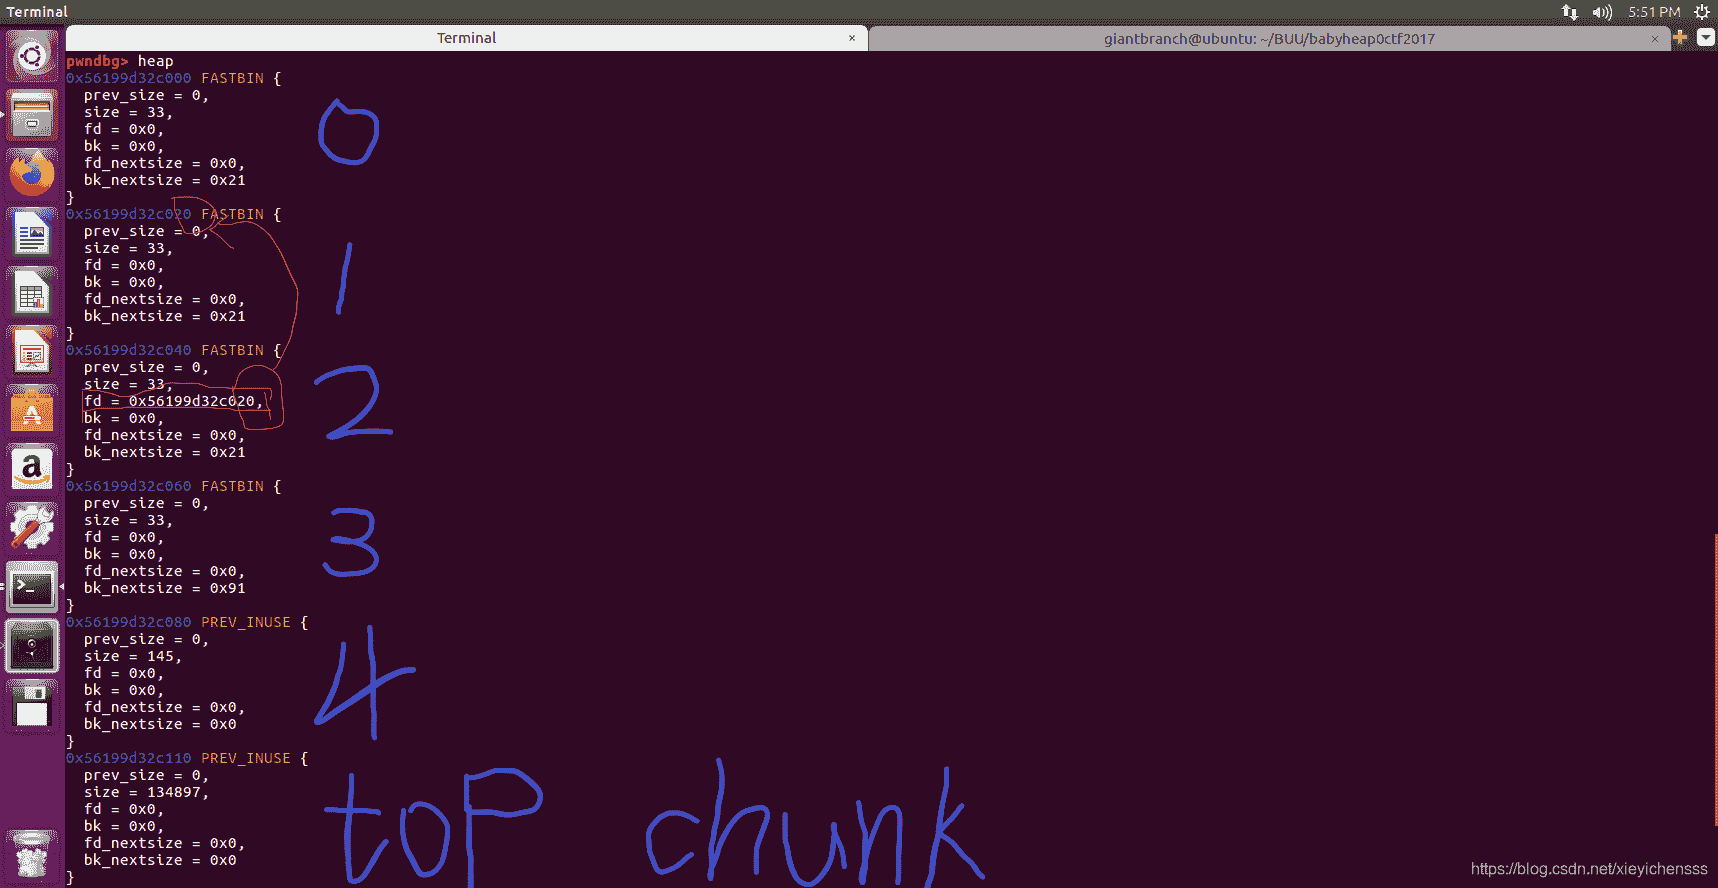 Terminal
5:51 PM
Terminal ×
giantbranch@ubuntu: ~/BUU/babyheap0ctf2017 ×
pwndbg> heap
0x56199d32c000 FASTBIN {
prev_size = 0,
size = 33,
fd = 0x0,
bk = 0x0,
fd_nextsize = 0x0,
bk_nextsize = 0x21
}
0
0x56199d32c020 FASTBIN {
prev_size = 0,
size = 33,
fd = 0x0,
bk = 0x0,
fd_nextsize = 0x0,
bk_nextsize = 0x21
}
1
0x56199d32c040 FASTBIN {
prev_size = 0,
size = 33,
fd = 0x56199d32c020,
bk = 0x0,
fd_nextsize = 0x0,
bk_nextsize = 0x21
}
2
0x56199d32c060 FASTBIN {
prev_size = 0,
size = 33,
fd = 0x0,
bk = 0x0,
fd_nextsize = 0x0,
bk_nextsize = 0x91
}
3
0x56199d32c080 PREV_INUSE {
prev_size = 0,
size = 145,
fd = 0x0,
bk = 0x0,
fd_nextsize = 0x0,
bk_nextsize = 0x0
}
4
0x56199d32c110 PREV_INUSE {
prev_size = 0,
size = 134897,
fd = 0x0,
bk = 0x0,
fd_nextsize = 0x0,
bk_nextsize = 0x0
}
top chunk
https://blog.csdn.net/xieyichensss